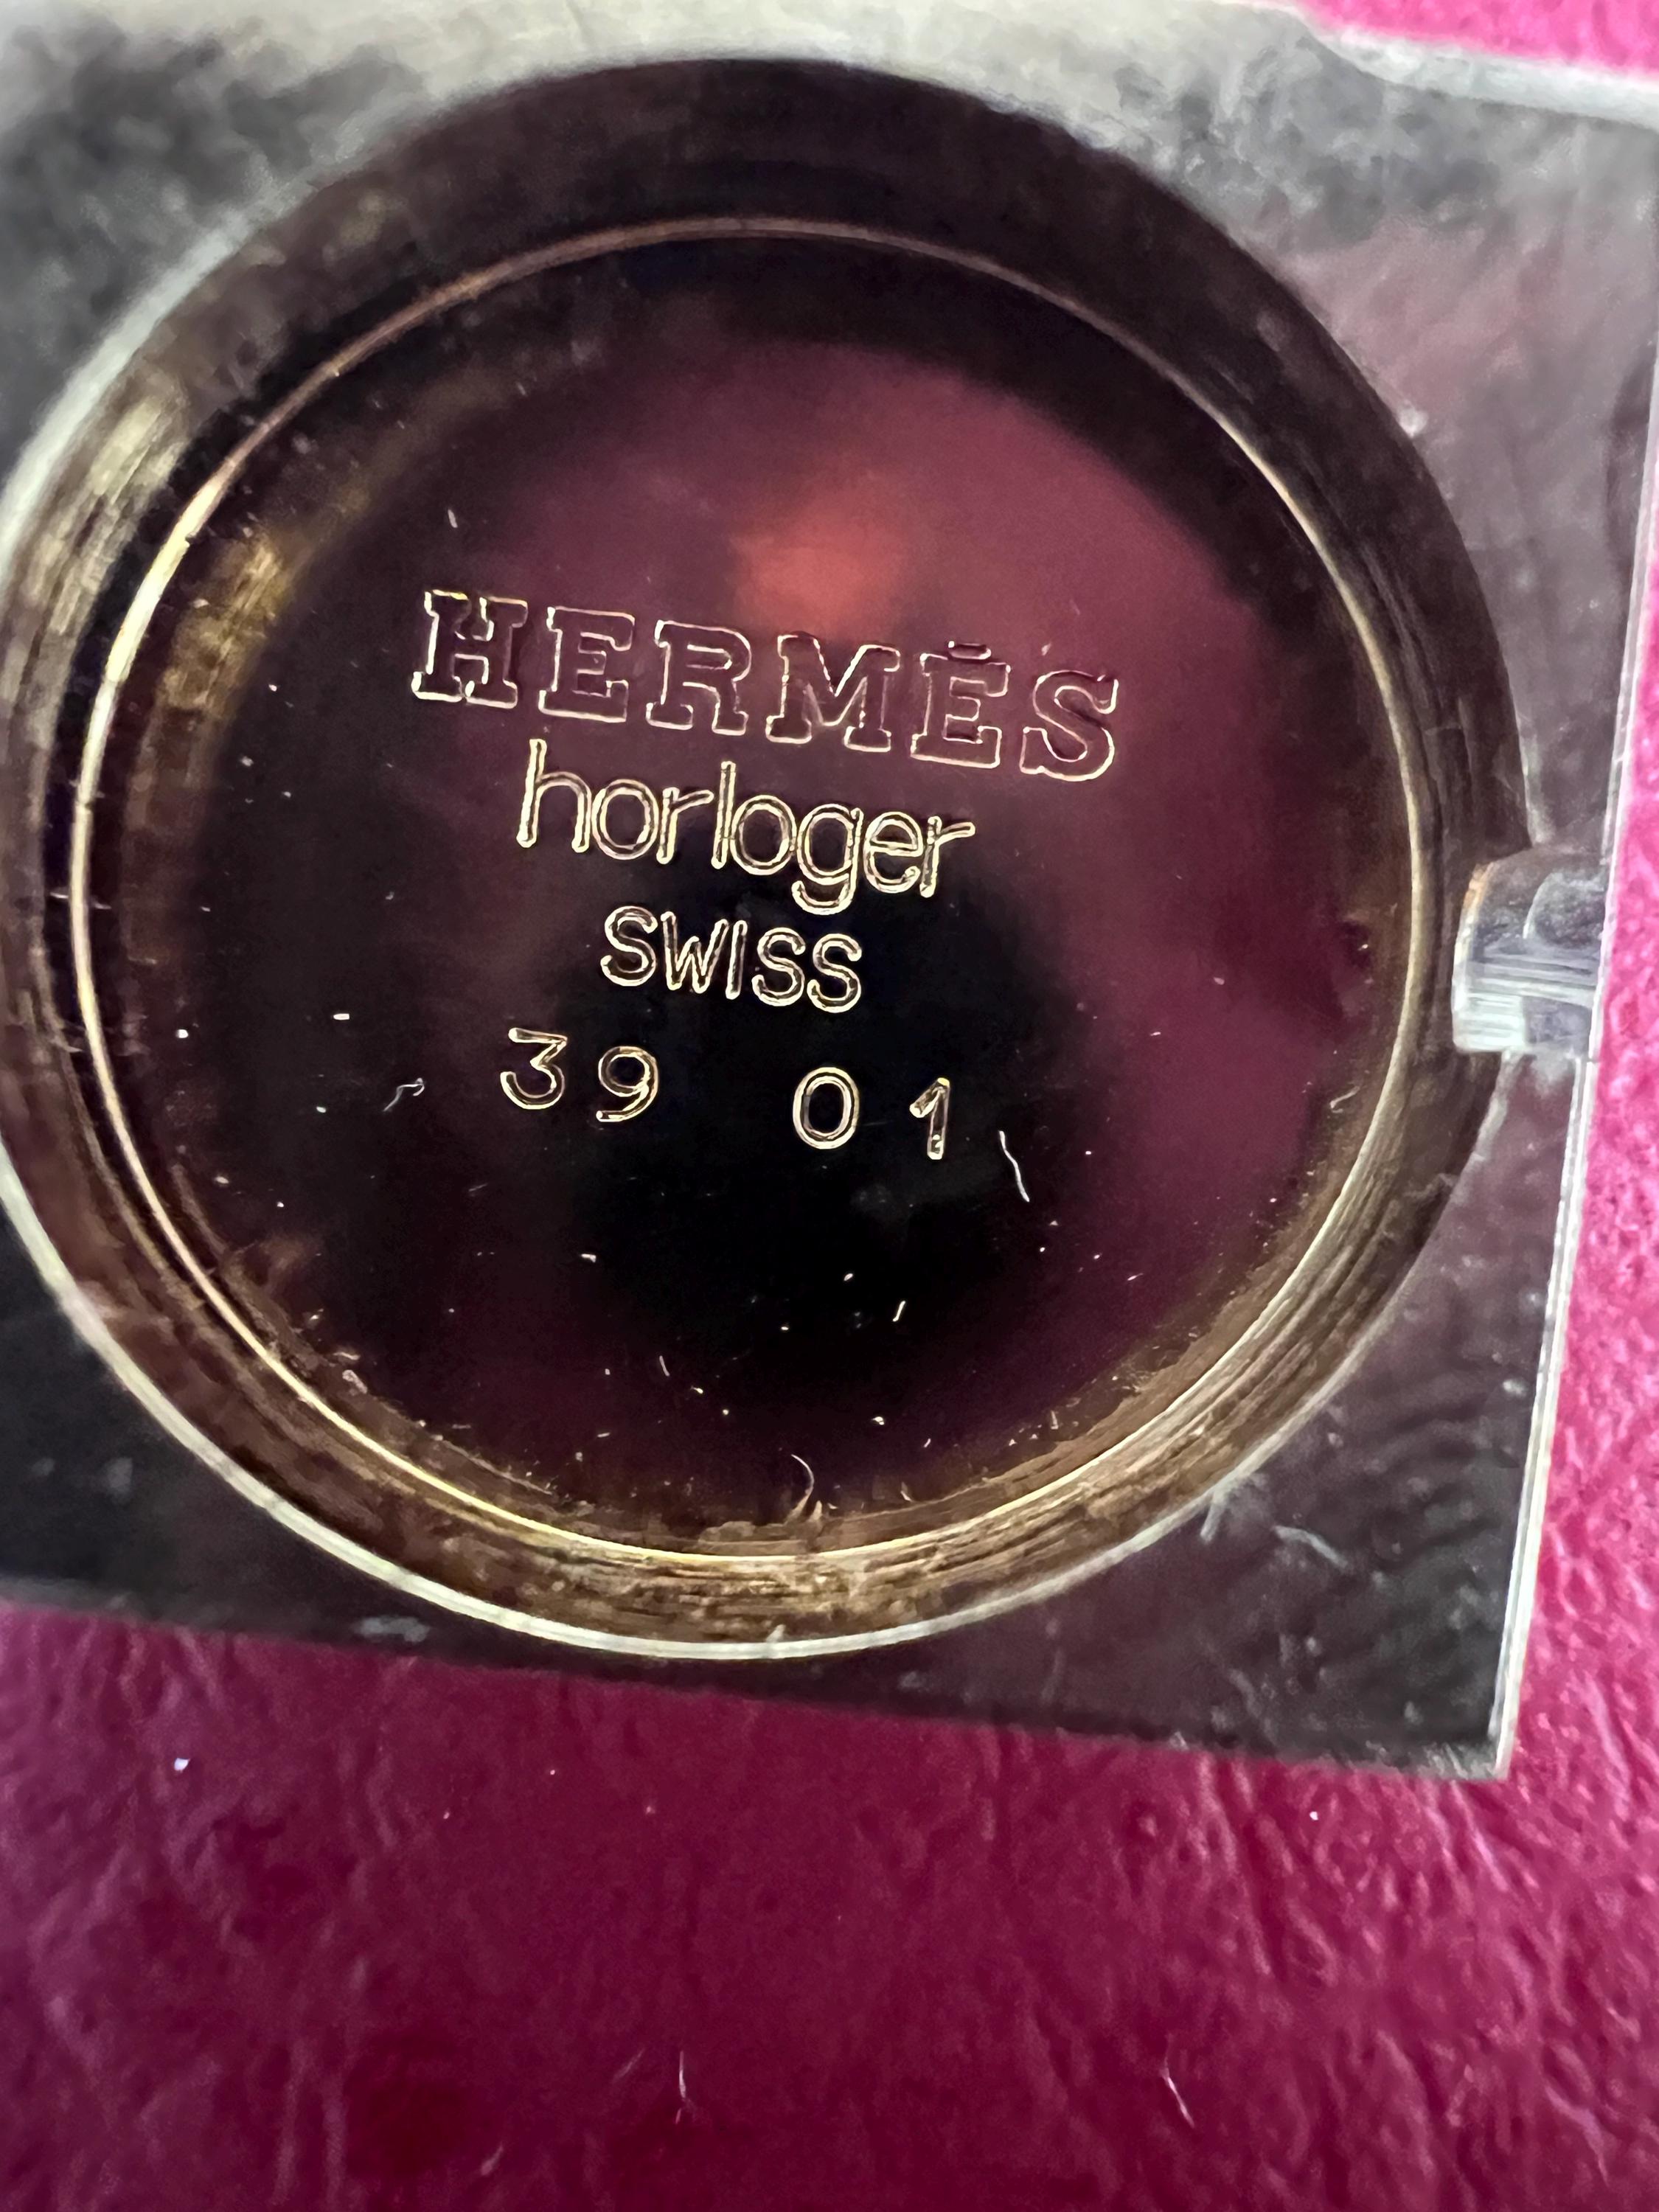 HERMÈS
horloger
SWISS
39 01